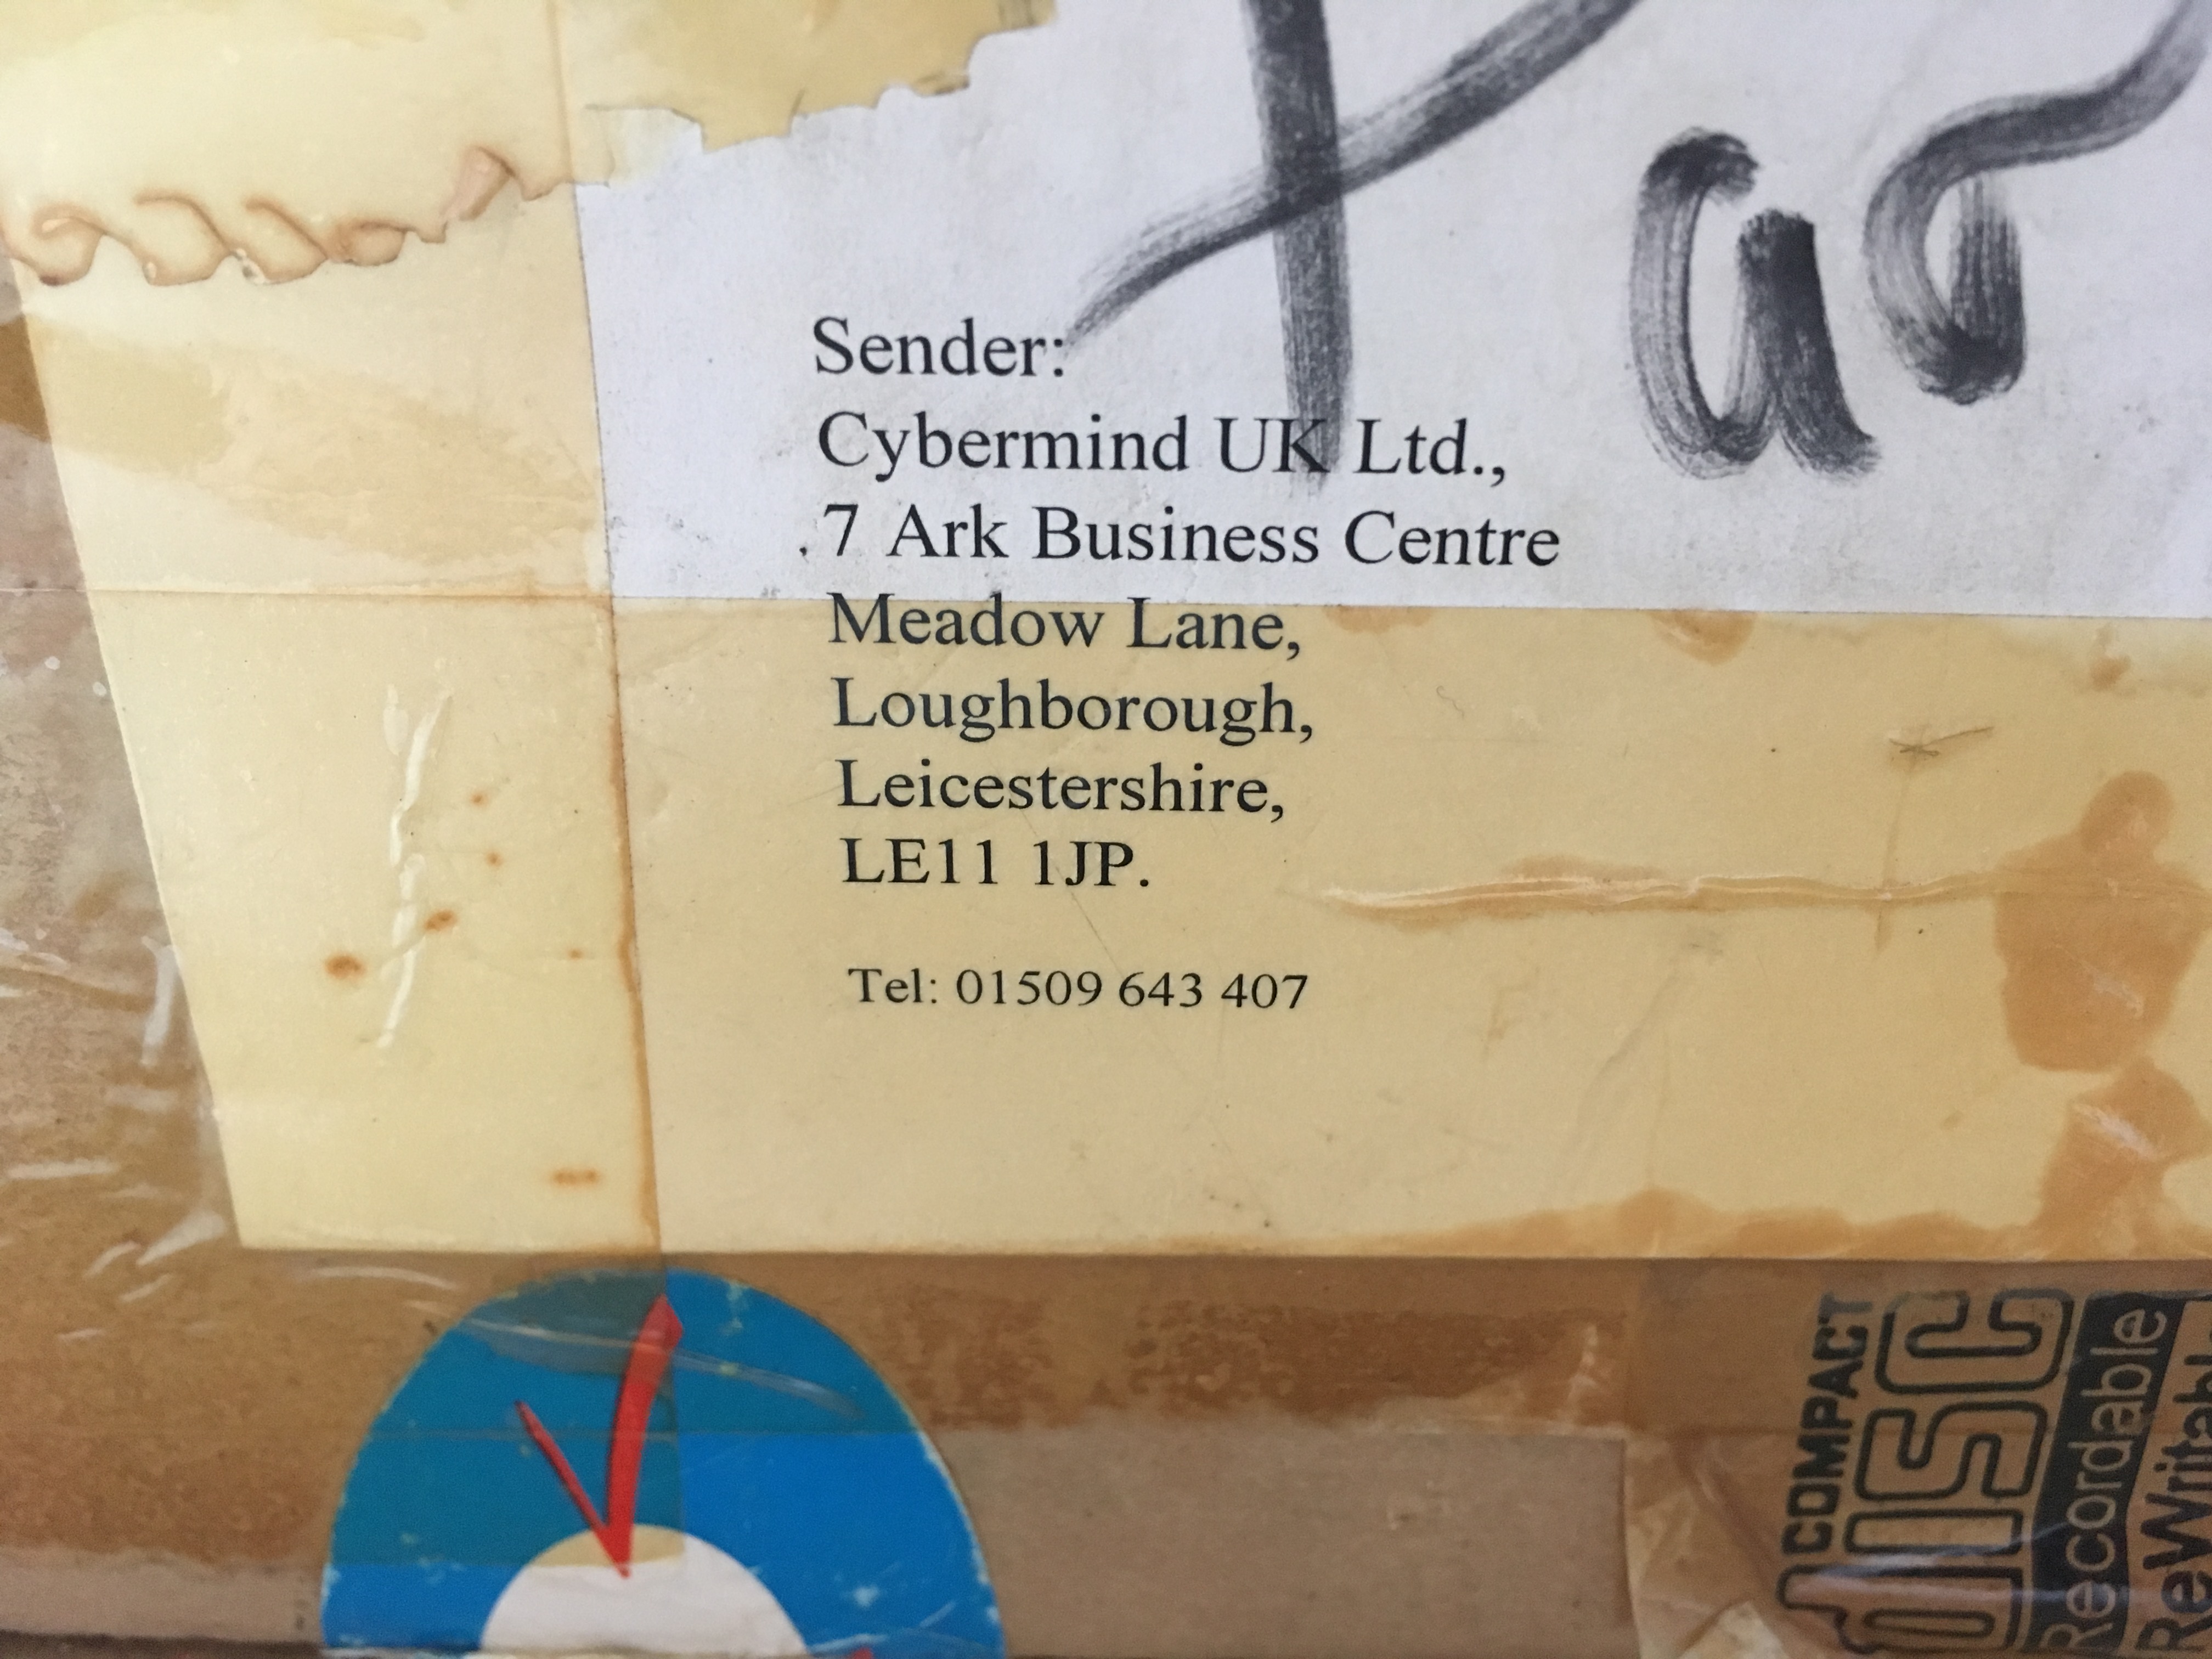 Sender:
Cybermind UK Ltd.,
7 Ark Business Centre
Meadow Lane,
Loughborough,
Leicestershire,
LE11 1JP.
Tel: 01509 643 407
COMPACT
DISC
Recordable